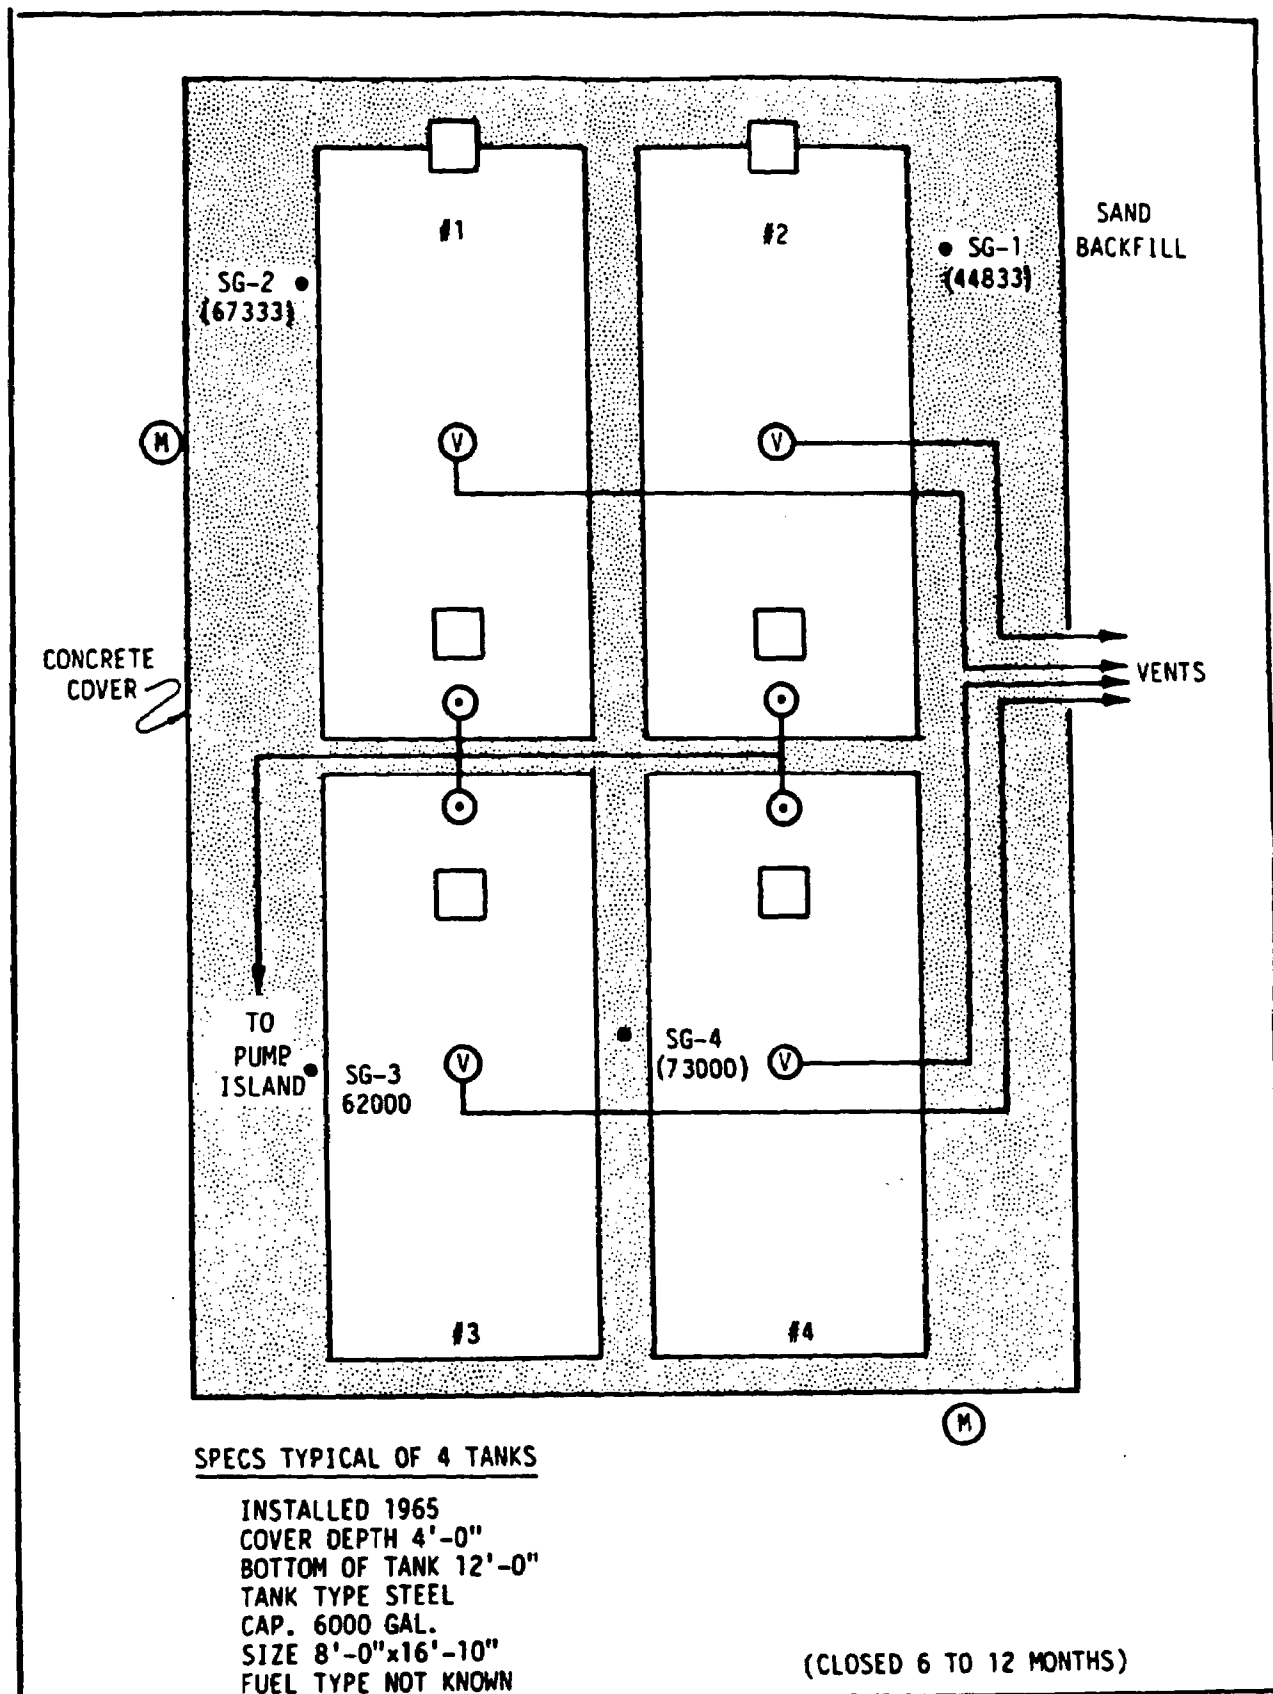 #1
#2
SAND
BACKFILL
SG-1
(44833)
SG-2
(67333)
M
V
V
CONCRETE
COVER
VENTS
TO
PUMP
ISLAND
SG-3
62000
V
SG-4
(73000)
V
#3
#4
M
SPECS TYPICAL OF 4 TANKS
INSTALLED 1965
COVER DEPTH 4'-0"
BOTTOM OF TANK 12'-0"
TANK TYPE STEEL
CAP. 6000 GAL.
SIZE 8'-0"x16'-10"
FUEL TYPE NOT KNOWN
(CLOSED 6 TO 12 MONTHS)